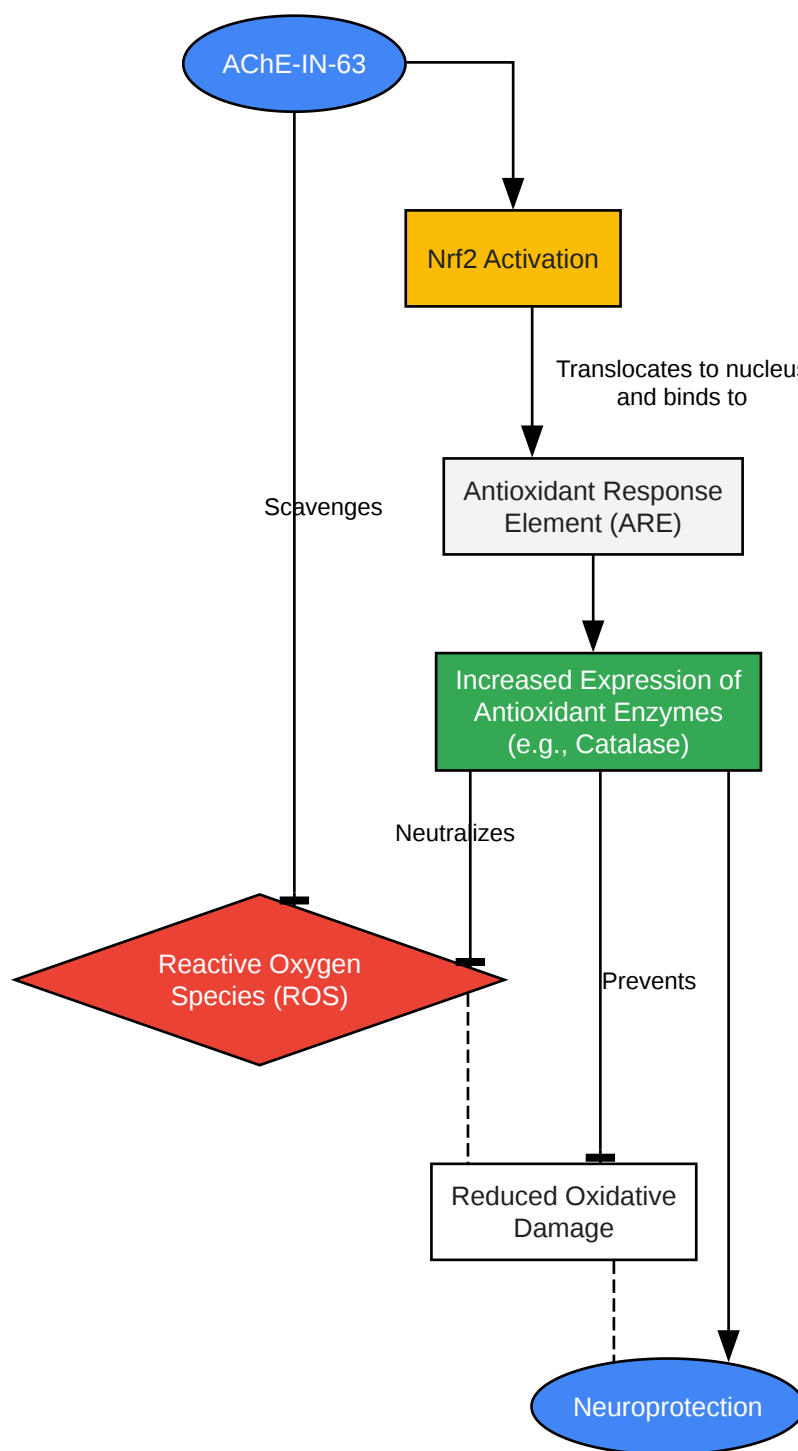 AChE-IN-63
Nrf2 Activation
Translocates to nucleus
and binds to
Antioxidant Response
Element (ARE)
Scavenges
Increased Expression of
Antioxidant Enzymes
(e.g., Catalase)
Neutralizes
Reactive Oxygen
Species (ROS)
Prevents
Reduced Oxidative
Damage
Neuroprotection